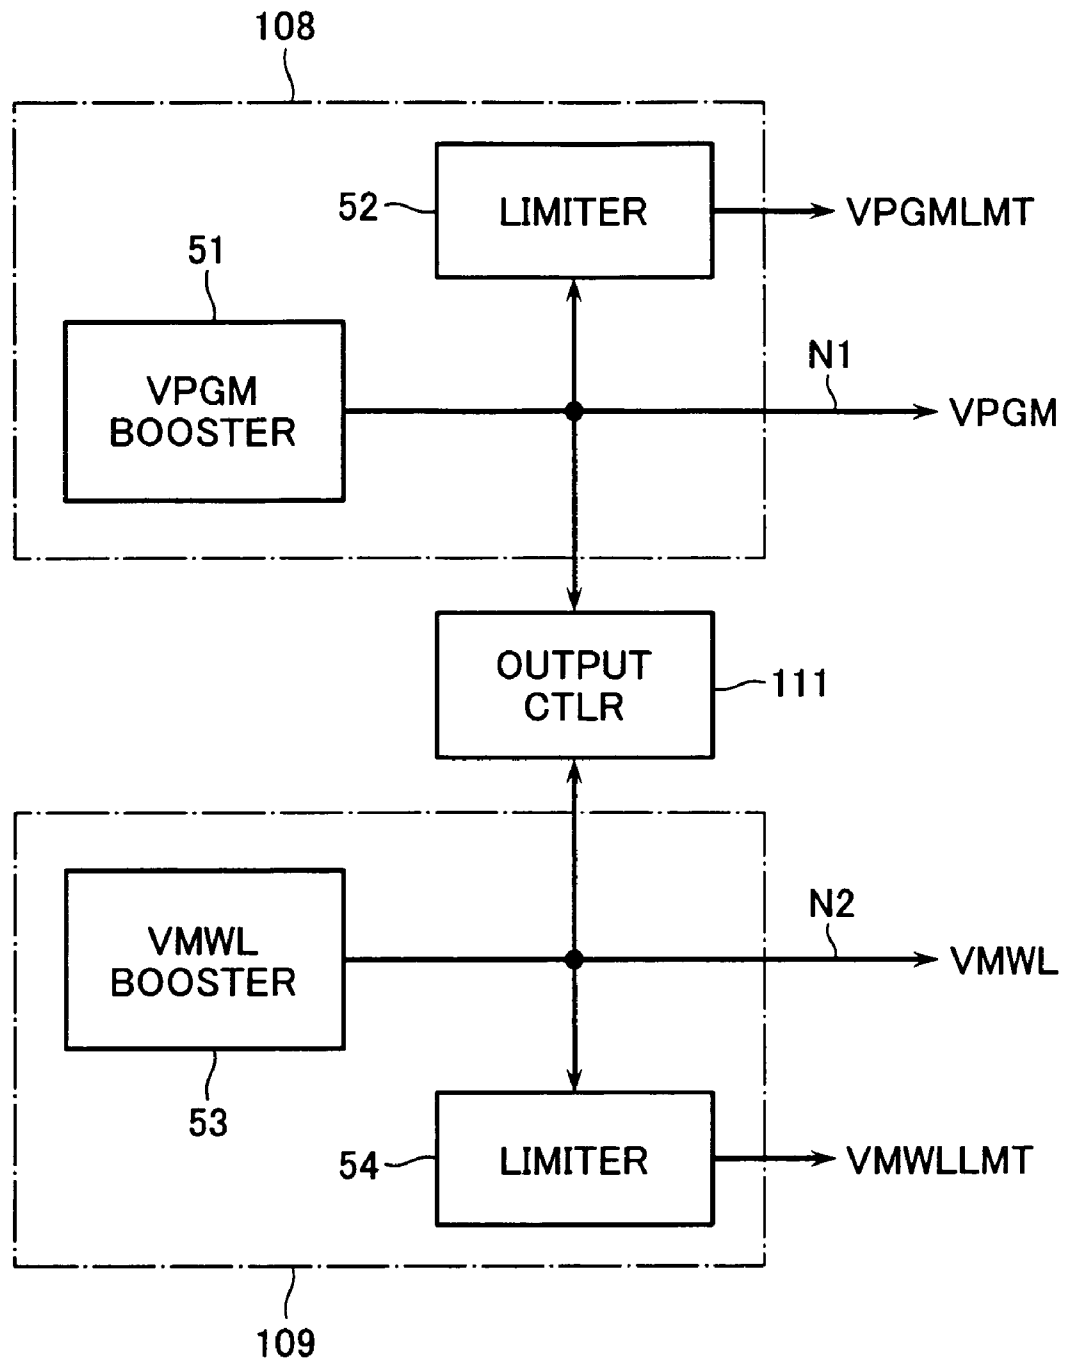 108
52
LIMITER
VPGMLMT
51
VPGM
BOOSTER
N1
VPGM
OUTPUT
CTLR
111
VMWL
BOOSTER
N2
VMWL
53
54
LIMITER
VMWLLMT
109